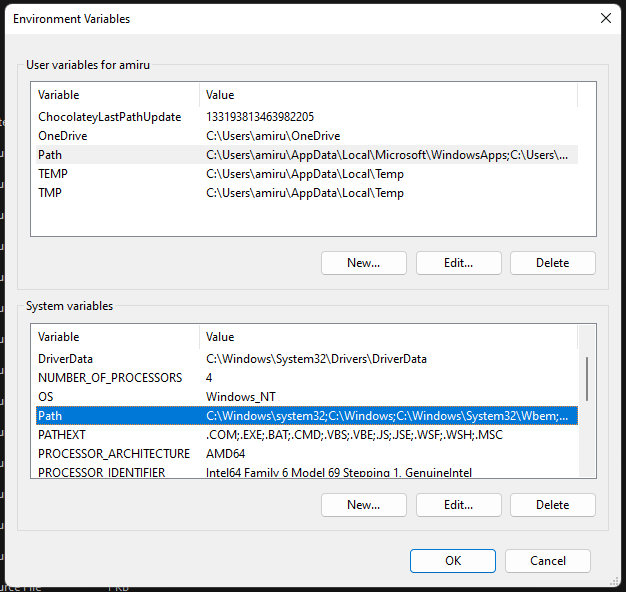 Environment Variables
User variables for amiru
Variable Value
ChocolateyLastPathUpdate 133193813463982205
OneDrive C:\Users\amiru\OneDrive
Path C:\Users\amiru\AppData\Local\Microsoft\WindowsApps;C:\Users\...
TEMP C:\Users\amiru\AppData\Local\Temp
TMP C:\Users\amiru\AppData\Local\Temp
New... Edit... Delete
System variables
Variable Value
DriverData C:\Windows\System32\Drivers\DriverData
NUMBER_OF_PROCESSORS 4
OS Windows_NT
Path C:\Windows\system32;C:\Windows;C:\Windows\System32\Wbem;...
PATHEXT .COM;.EXE;.BAT;.CMD;.VBS;.VBE;.JS;.JSE;.WSF;.WSH;.MSC
PROCESSOR_ARCHITECTURE AMD64
PROCESSOR_IDENTIFIER Intel64 Family 6 Model 69 Stepping 1, GenuineIntel
New... Edit... Delete
OK Cancel